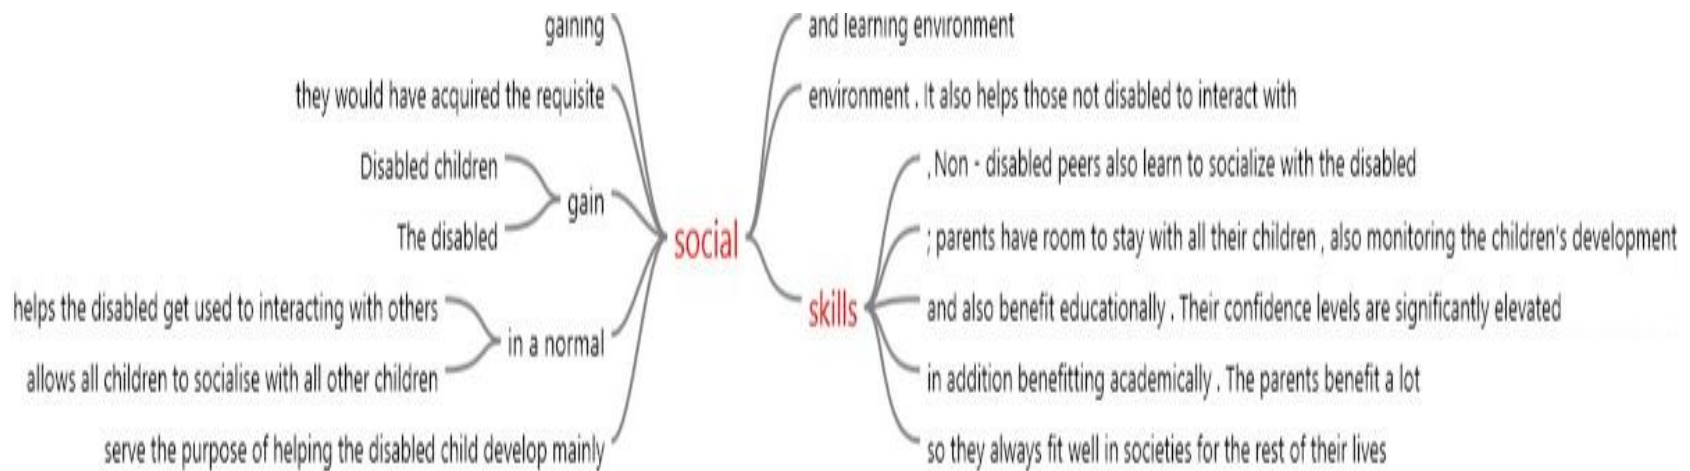 gaining
they would have acquired the requisite
Disabled children
The disabled
gain
helps the disabled get used to interacting with others
allows all children to socialise with all other children
in a normal
serve the purpose of helping the disabled child develop mainly
social
and learning environment
environment . It also helps those not disabled to interact with
skills
, Non - disabled peers also learn to socialize with the disabled
; parents have room to stay with all their children , also monitoring the children's development
and also benefit educationally . Their confidence levels are significantly elevated
in addition benefitting academically . The parents benefit a lot
so they always fit well in societies for the rest of their lives